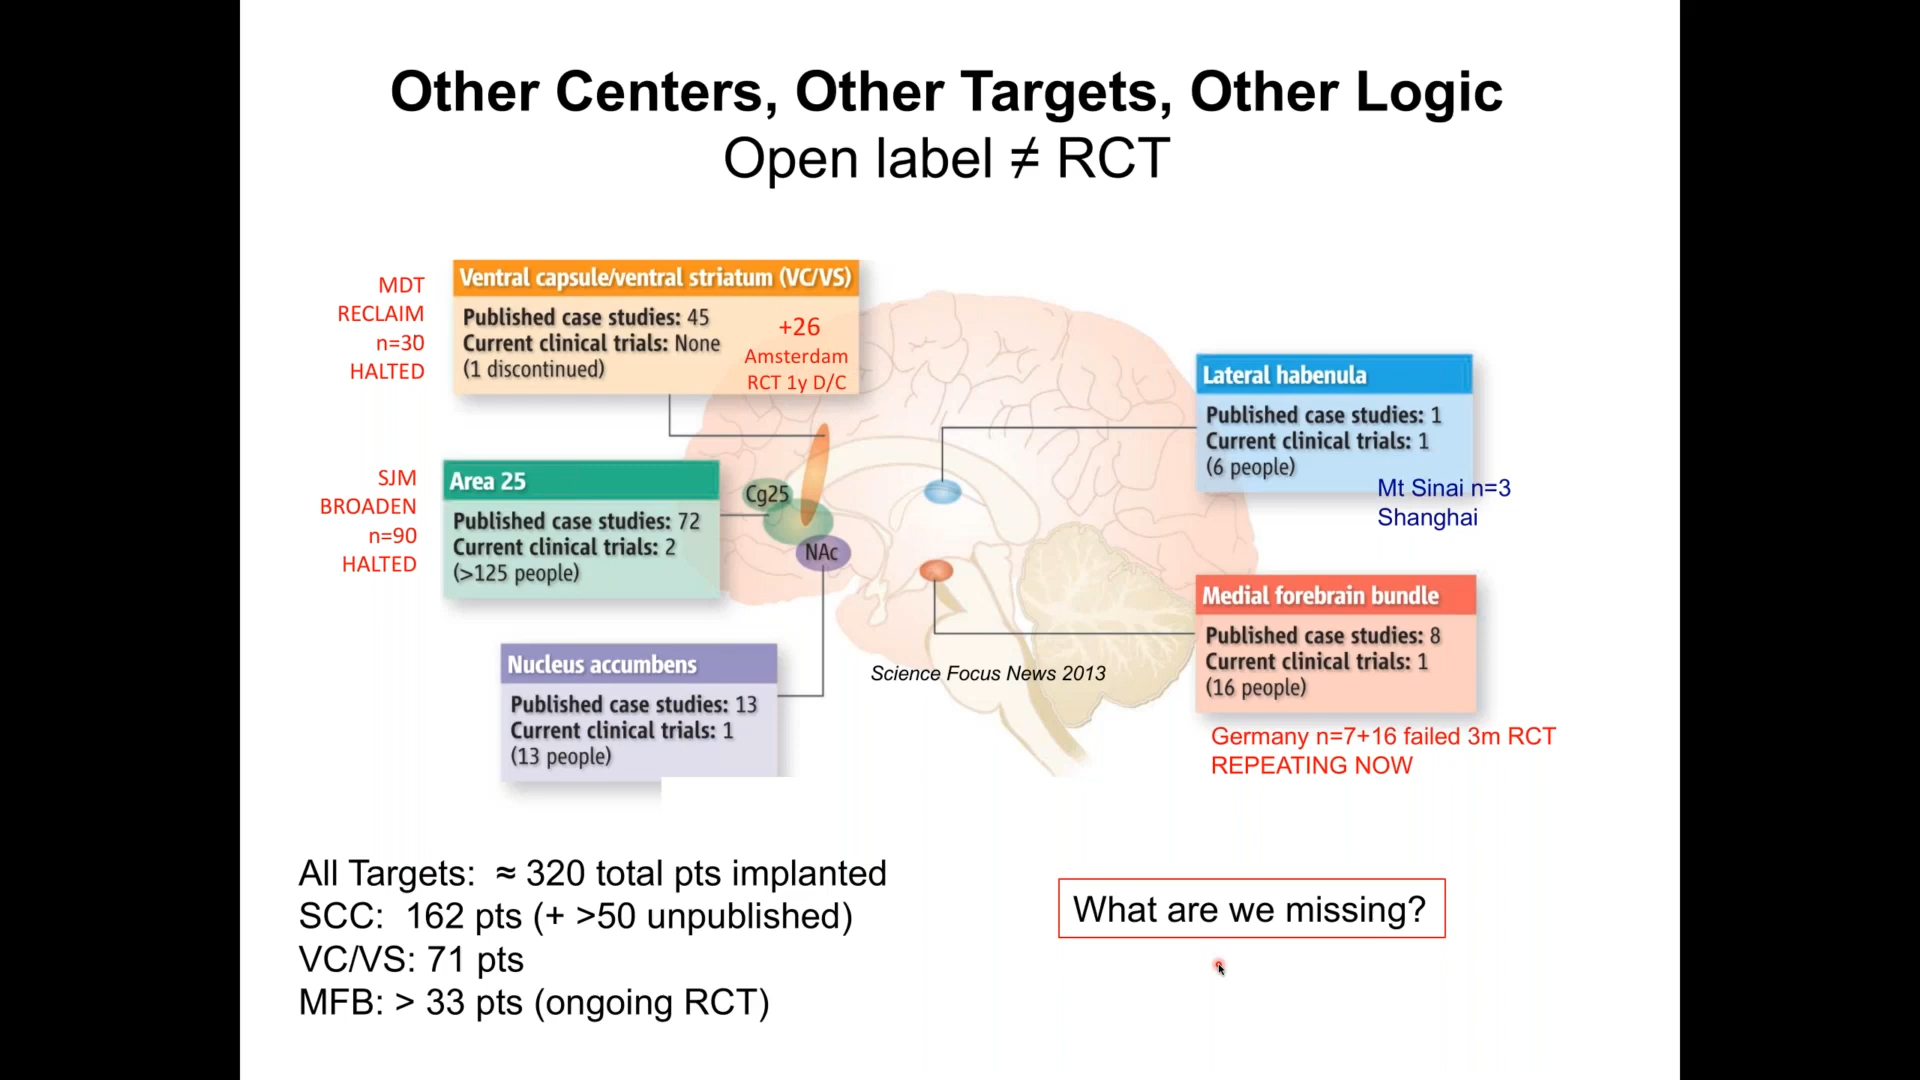 Other Centers, Other Targets, Other Logic
Open label ≠ RCT
MDT
RECLAIM
n=30
HALTED
Ventral capsule/ventral striatum (VC/VS)
Published case studies: 45
Current clinical trials: None
(1 discontinued)
+26
Amsterdam
RCT 1y D/C
Lateral habenula
Published case studies: 1
Current clinical trials: 1
(6 people)
Mt Sinai n=3
Shanghai
SJM
BROADEN
n=90
HALTED
Area 25
Published case studies: 72
Current clinical trials: 2
(>125 people)
Cg25
NAc
Medial forebrain bundle
Published case studies: 8
Current clinical trials: 1
(16 people)
Germany n=7+16 failed 3m RCT
REPEATING NOW
Nucleus accumbens
Published case studies: 13
Current clinical trials: 1
(13 people)
Science Focus News 2013
All Targets: ≈ 320 total pts implanted
SCC: 162 pts (+ >50 unpublished)
VC/VS: 71 pts
MFB: > 33 pts (ongoing RCT)
What are we missing?